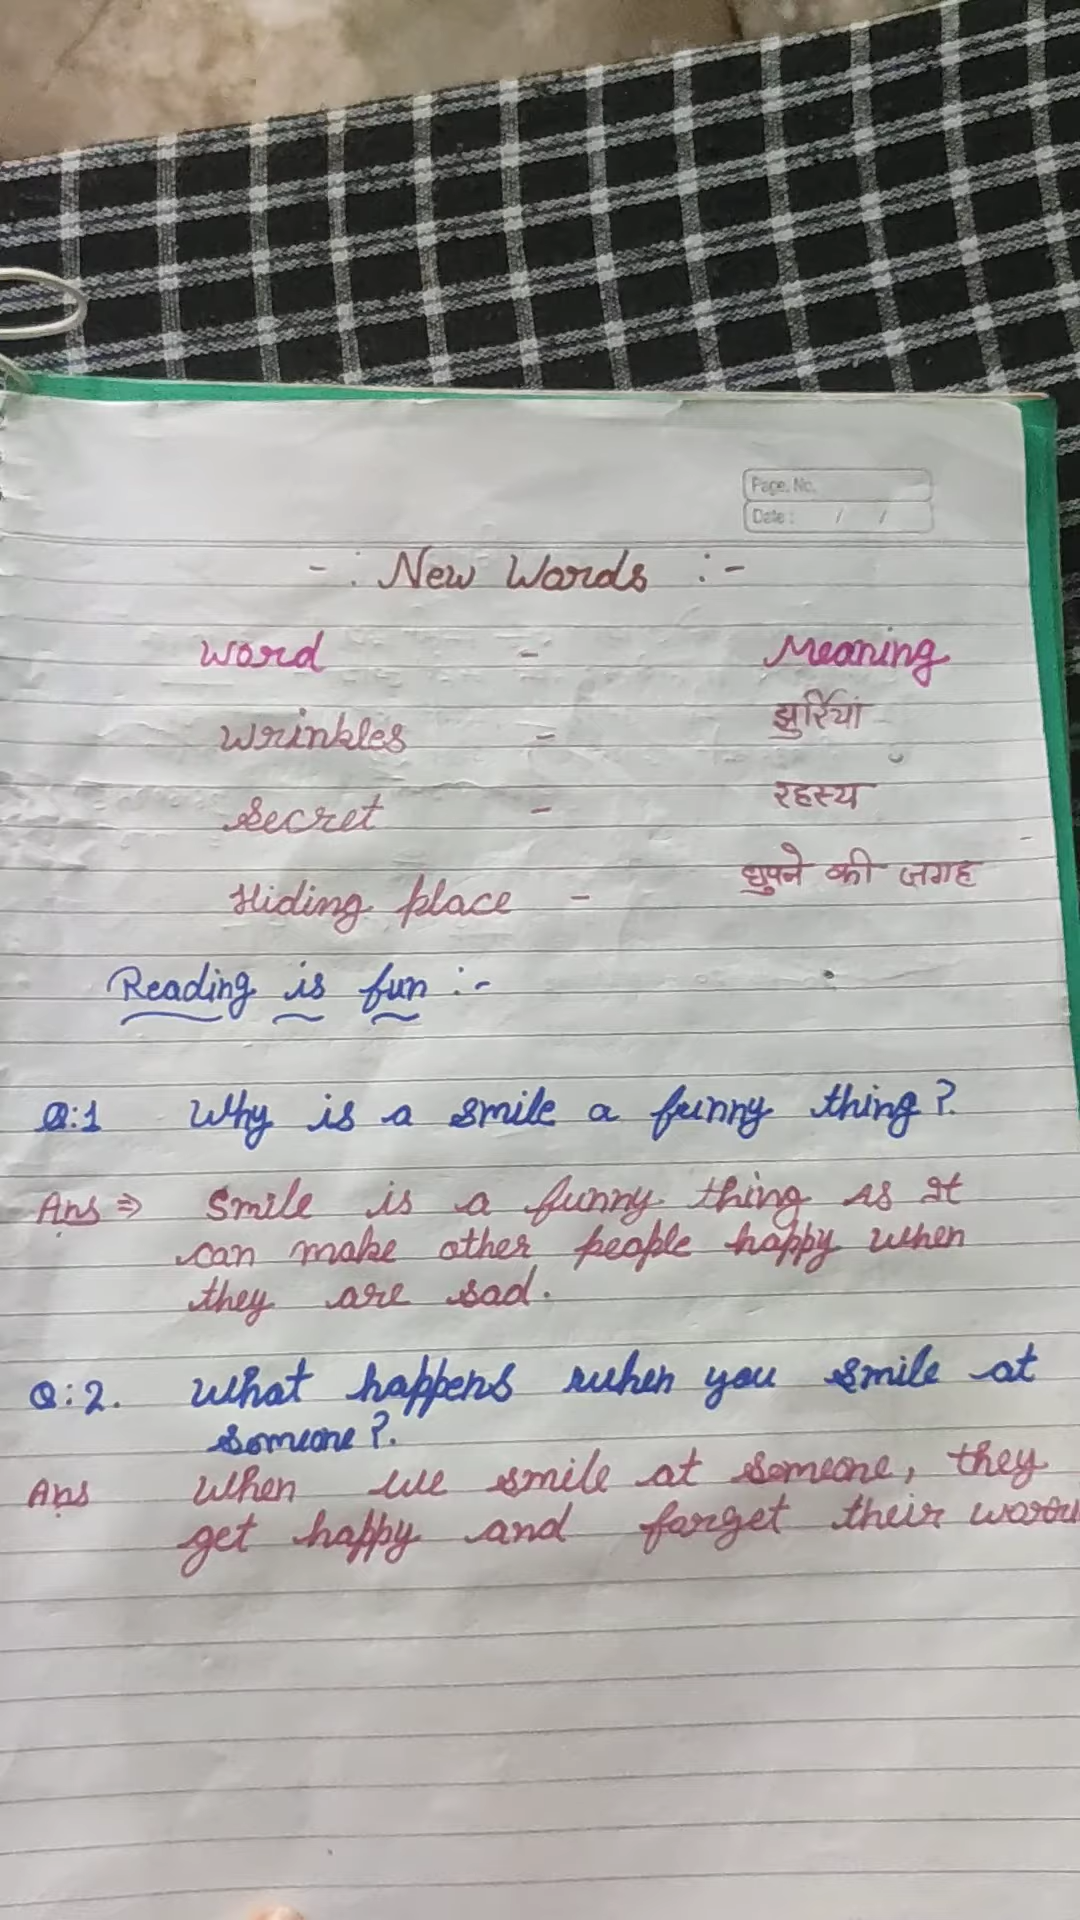 Page. No.
Date : / /
- : New Words :-
Word - Meaning
Wrinkles - झुर्रियां
Secret - रहस्य
Hiding place - छुपने की जगह
Reading is fun :-
Q:1 Why is a smile a funny thing?
Ans ⇒ Smile is a funny thing as it
can make other people happy when
they are sad.
Q:2. What happens when you smile at
someone?.
Ans When we smile at someone, they
get happy and forget their